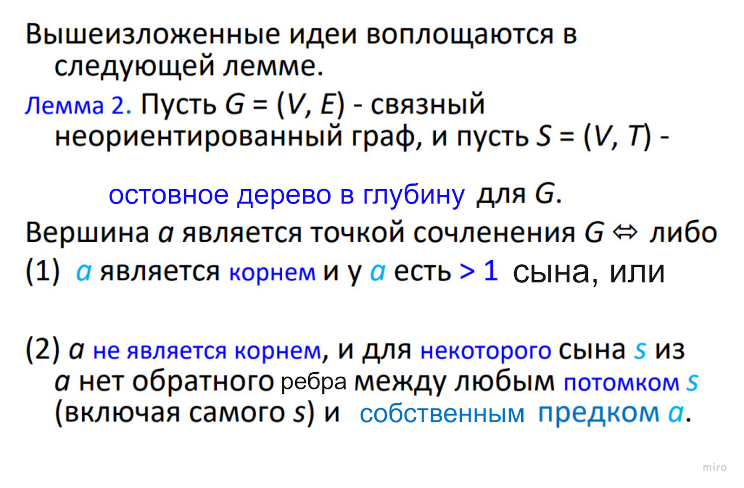 Вышеизложенные идеи воплощаются в
следующей лемме.
Лемма 2. Пусть G = (V, E) - связный
неориентированный граф, и пусть S = (V, T) -
остовное дерево в глубину для G.
Вершина a является точкой сочленения G ⇔ либо
(1) a является корнем и у a есть > 1 сына, или
(2) a не является корнем, и для некоторого сына s из
a нет обратного ребра между любым потомком s
(включая самого s) и собственным предком a.
miro